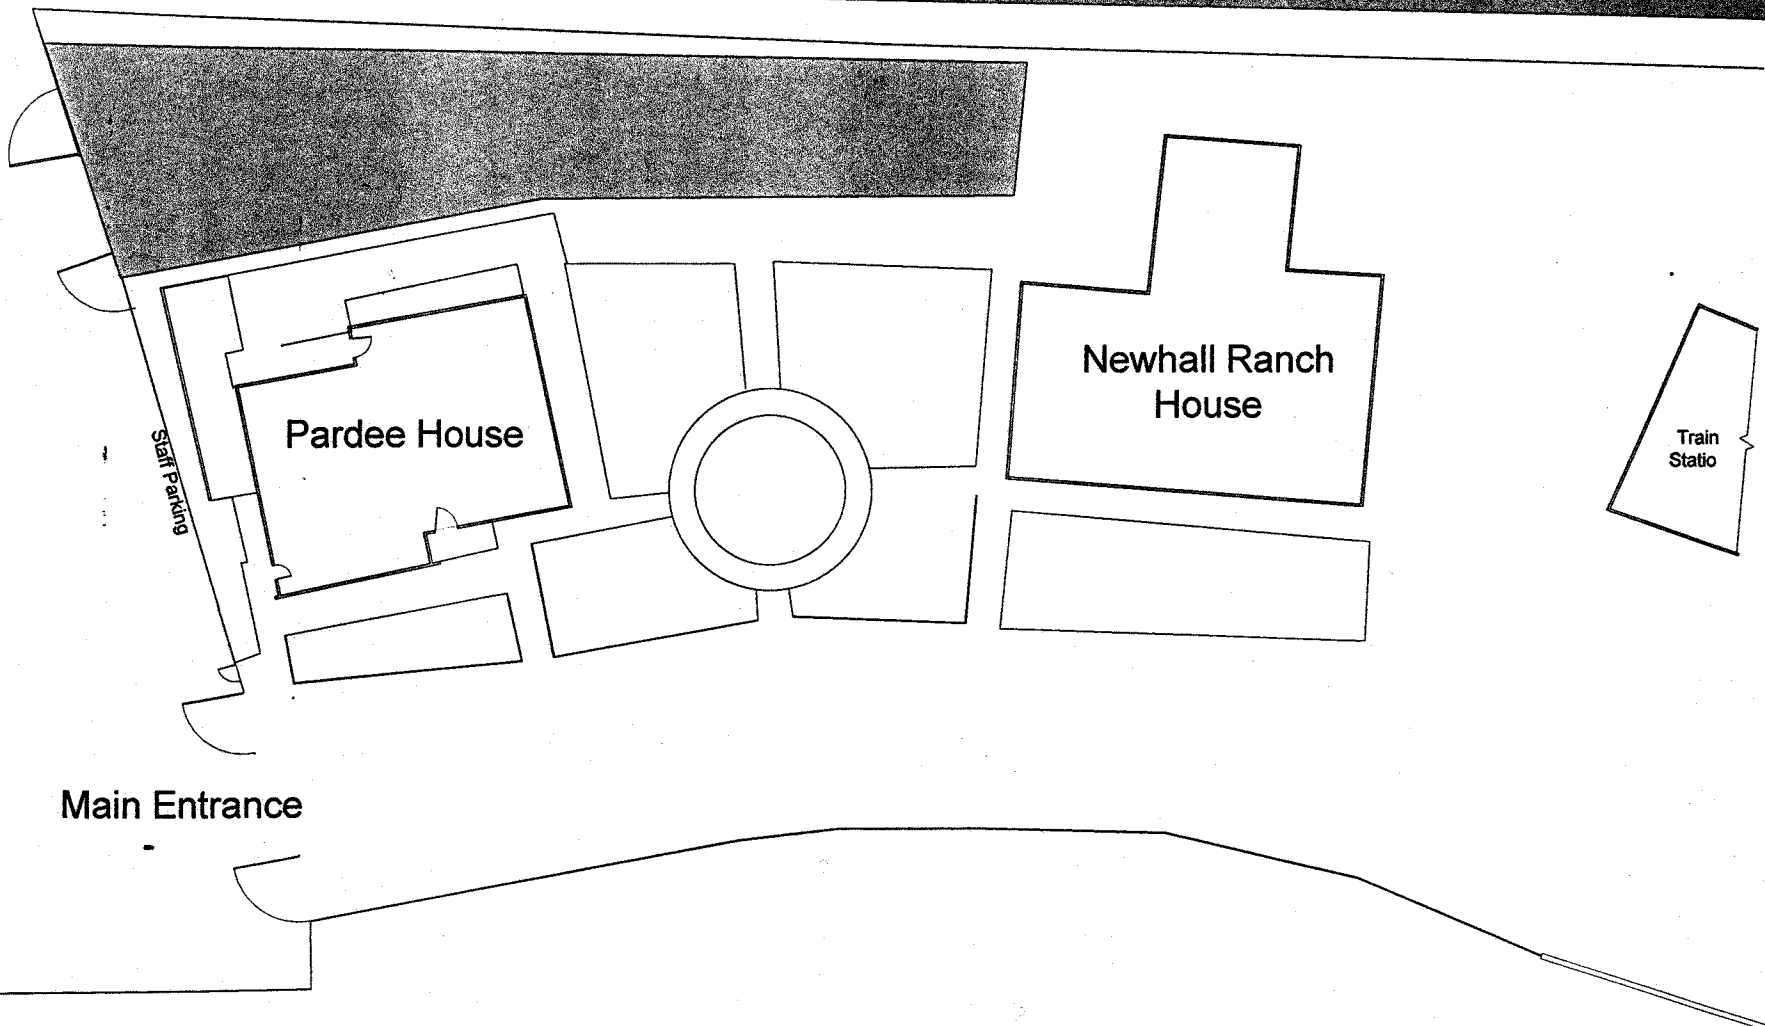 Newhall Ranch
House
Pardee House
Train
Statio
Staff Parking
Main Entrance